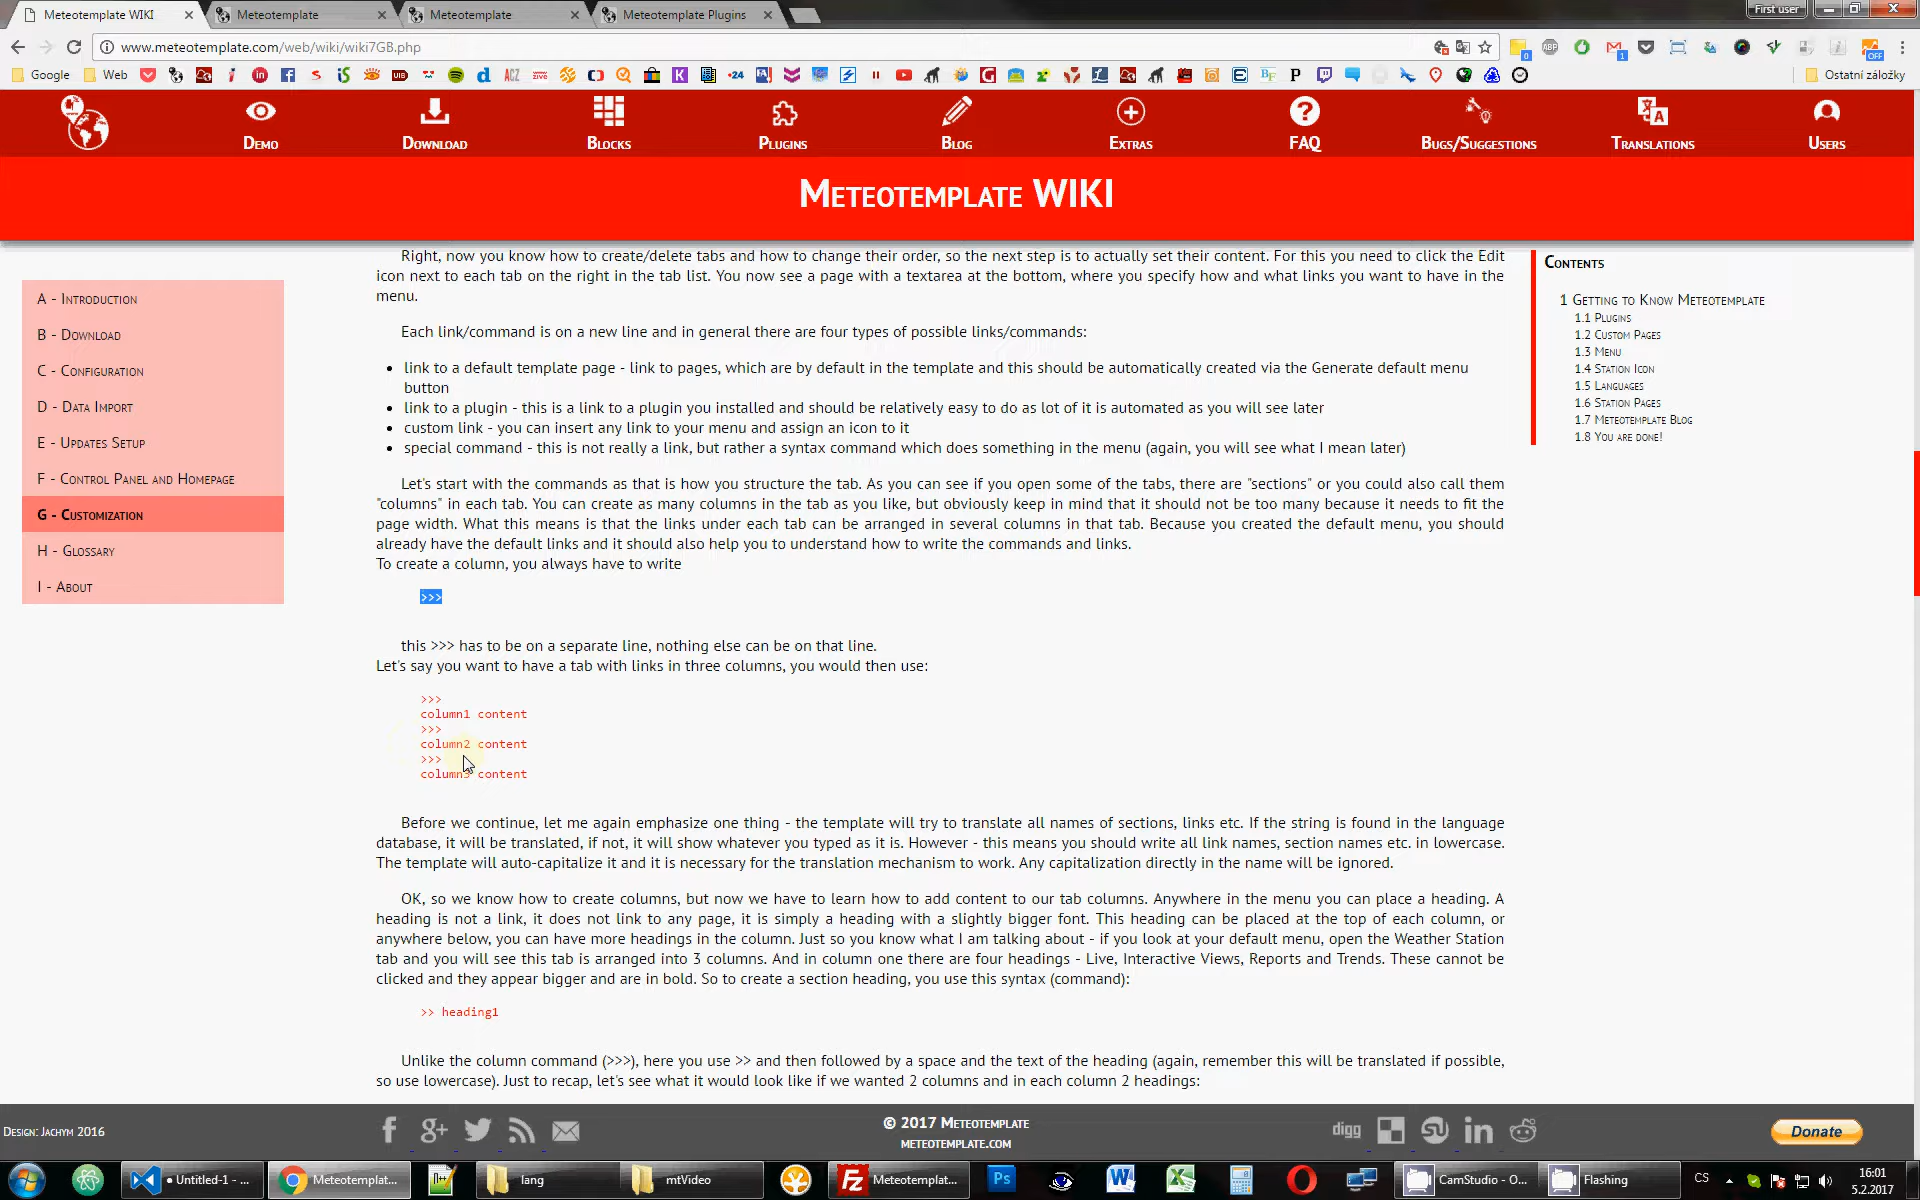 Meteotemplate WIKI
Meteotemplate
Meteotemplate
Meteotemplate Plugins
First user
www.meteotemplate.com/web/wiki/wiki7GB.php
Google
Web
Ostatní záložky
Demo
Download
Blocks
Plugins
Blog
Extras
FAQ
Bugs/Suggestions
Translations
Users
Meteotemplate WIKI
A - Introduction
B - Download
C - Configuration
D - Data Import
E - Updates Setup
F - Control Panel and Homepage
G - Customization
H - Glossary
I - About
Right, now you know how to create/delete tabs and how to change their order, so the next step is to actually set their content. For this you need to click the Edit
icon next to each tab on the right in the tab list. You now see a page with a textarea at the bottom, where you specify how and what links you want to have in the
menu.
Each link/command is on a new line and in general there are four types of possible links/commands:
• link to a default template page - link to pages, which are by default in the template and this should be automatically created via the Generate default menu
button
• link to a plugin - this is a link to a plugin you installed and should be relatively easy to do as lot of it is automated as you will see later
• custom link - you can insert any link to your menu and assign an icon to it
• special command - this is not really a link, but rather a syntax command which does something in the menu (again, you will see what I mean later)
Let's start with the commands as that is how you structure the tab. As you can see if you open some of the tabs, there are "sections" or you could also call them
"columns" in each tab. You can create as many columns in the tab as you like, but obviously keep in mind that it should not be too many because it needs to fit the
page width. What this means is that the links under each tab can be arranged in several columns in that tab. Because you created the default menu, you should
already have the default links and it should also help you to understand how to write the commands and links.
To create a column, you always have to write
>>>
this >>> has to be on a separate line, nothing else can be on that line.
Let's say you want to have a tab with links in three columns, you would then use:
>>>
column1 content
>>>
column2 content
>>>
column3 content
Before we continue, let me again emphasize one thing - the template will try to translate all names of sections, links etc. If the string is found in the language
database, it will be translated, if not, it will show whatever you typed as it is. However - this means you should write all link names, section names etc. in lowercase.
The template will auto-capitalize it and it is necessary for the translation mechanism to work. Any capitalization directly in the name will be ignored.
OK, so we know how to create columns, but now we have to learn how to add content to our tab columns. Anywhere in the menu you can place a heading. A
heading is not a link, it does not link to any page, it is simply a heading with a slightly bigger font. This heading can be placed at the top of each column, or
anywhere below, you can have more headings in the column. Just so you know what I am talking about - if you look at your default menu, open the Weather Station
tab and you will see this tab is arranged into 3 columns. And in column one there are four headings - Live, Interactive Views, Reports and Trends. These cannot be
clicked and they appear bigger and are in bold. So to create a section heading, you use this syntax (command):
>> heading1
Unlike the column command (>>>), here you use >> and then followed by a space and the text of the heading (again, remember this will be translated if possible,
so use lowercase). Just to recap, let's see what it would look like if we wanted 2 columns and in each column 2 headings:
Contents
1 Getting to Know Meteotemplate
1.1 Plugins
1.2 Custom Pages
1.3 Menu
1.4 Station Icon
1.5 Languages
1.6 Station Pages
1.7 Meteotemplate Blog
1.8 You are done!
Design: Jachym 2016
© 2017 Meteotemplate
meteotemplate.com
digg
Donate
Untitled-1 - ...
Meteotemplat...
lang
mtVideo
Meteotemplat...
CamStudio - O...
Flashing
CS
16:01
5.2.2017